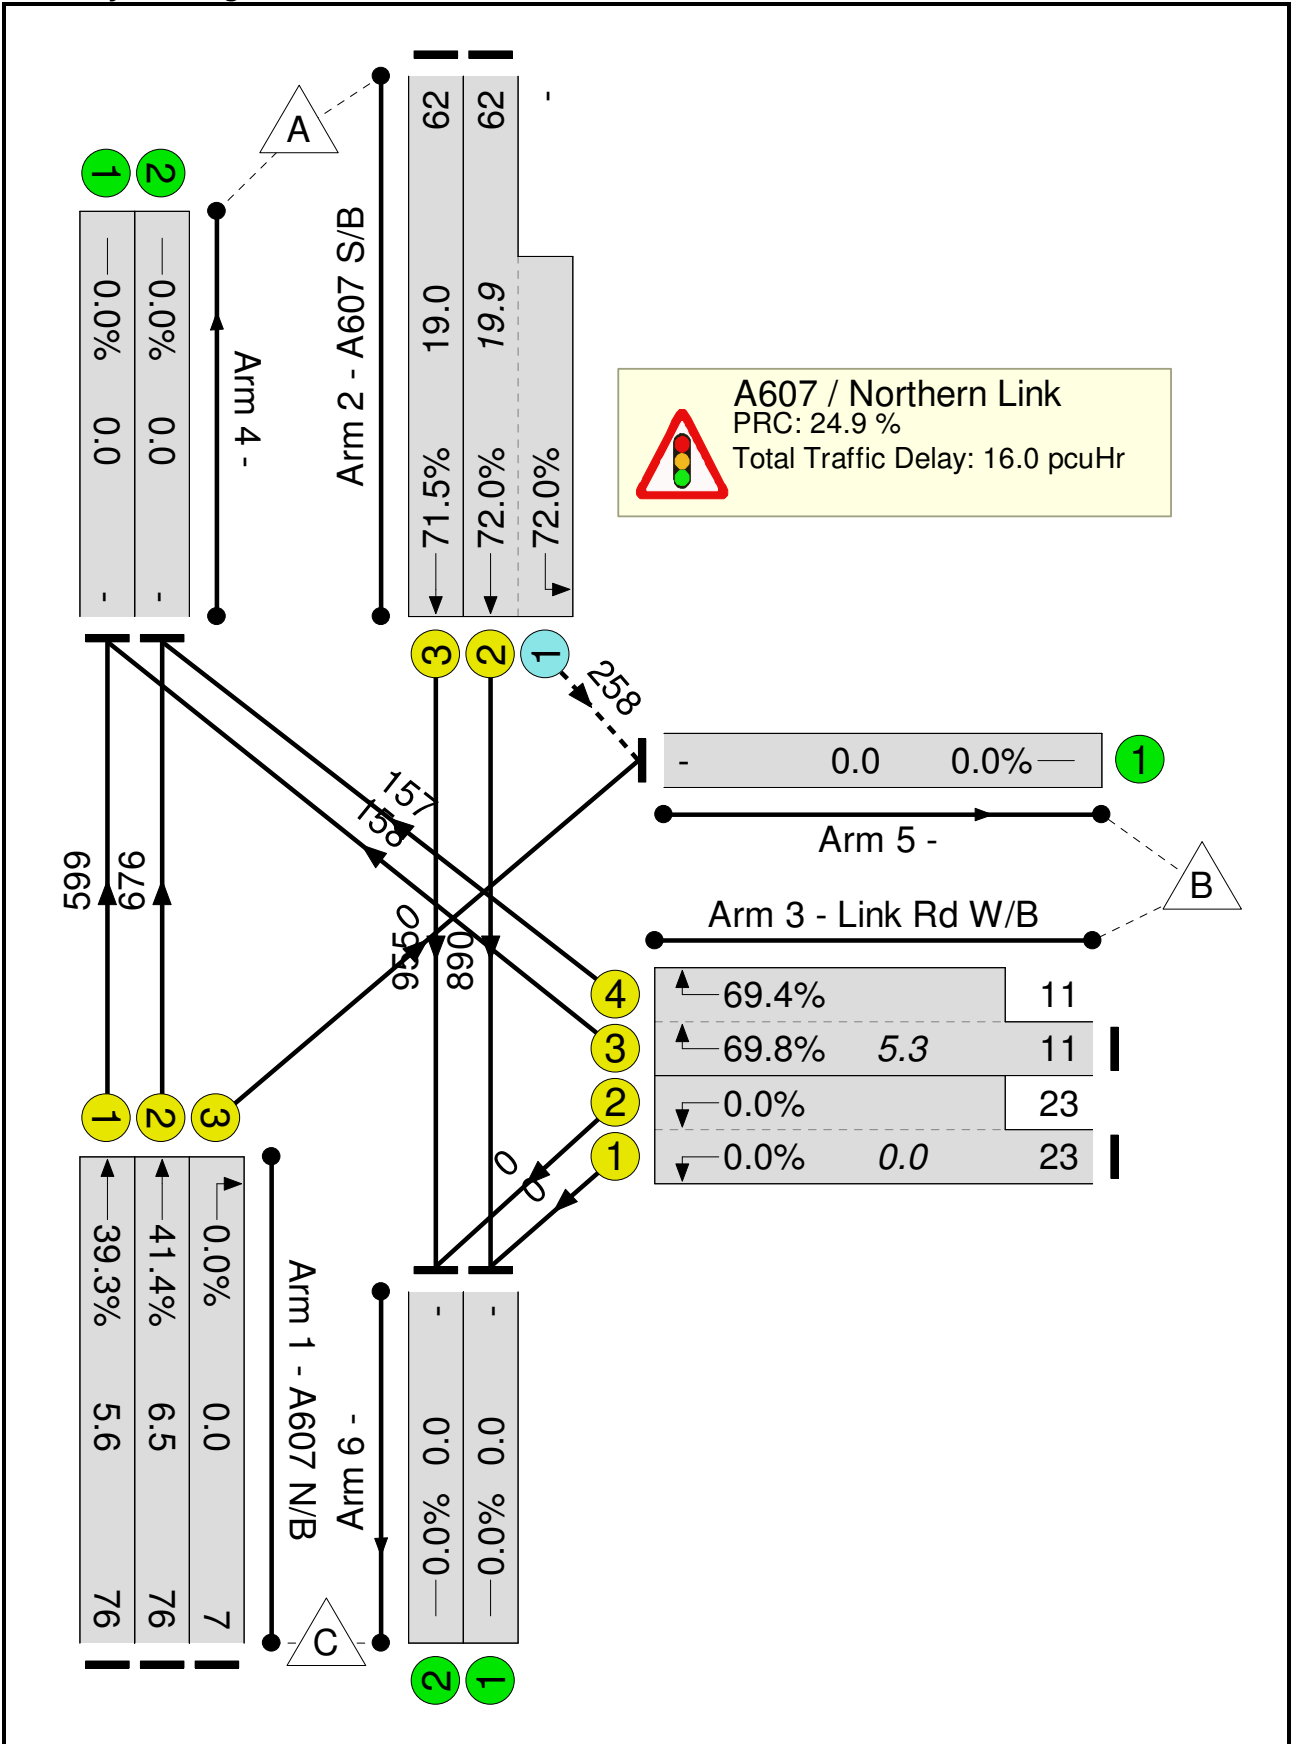 A
B
C
1
2
0.0%
0.0
-
0.0%
0.0
-
Arm 4 -
Arm 2 - A607 S/B
62
19.0
71.5%
62
19.9
72.0%
-
72.0%
3
2
1
A607 / Northern Link
PRC: 24.9 %
Total Traffic Delay: 16.0 pcuHr
258
- 0.0 0.0%
1
Arm 5 -
157
158
599
676
0
955
890
Arm 3 - Link Rd W/B
4 69.4% 11
3 69.8% 5.3 11
2 0.0% 23
1 0.0% 0.0 23
0
0
1
2
3
39.3%
5.6
76
41.4%
6.5
76
0.0%
0.0
7
Arm 1 - A607 N/B
Arm 6 -
-
0.0
0.0%
-
0.0
0.0%
2
1